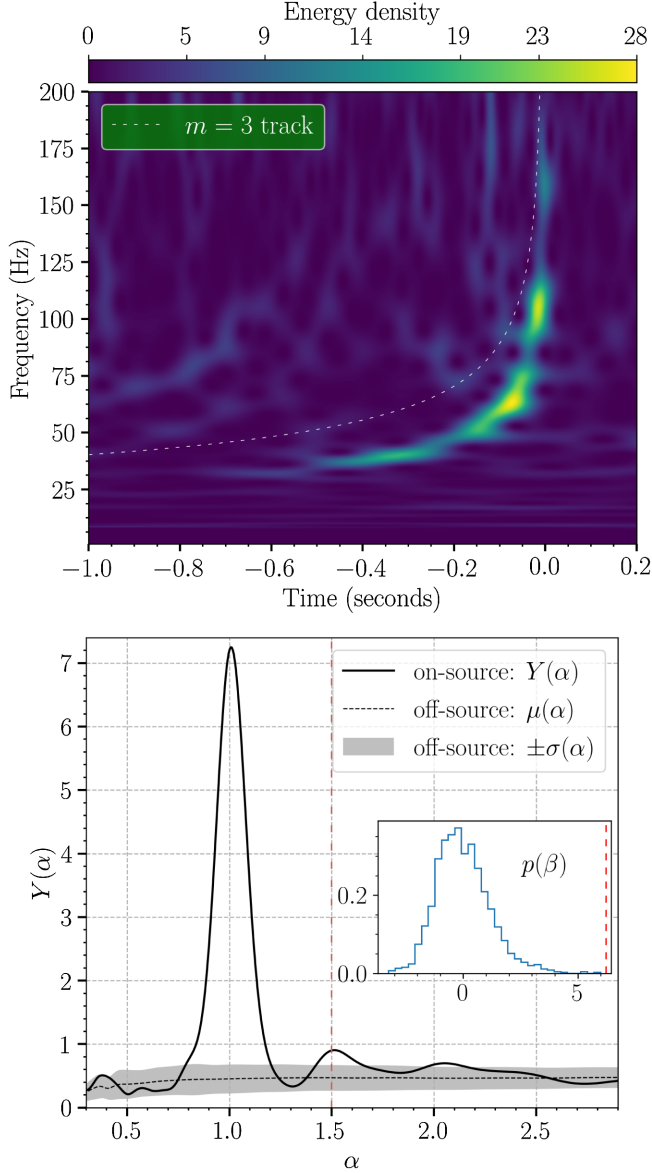 Energy density
0 5 9 14 19 23 28
200
m = 3 track
175
150
125
100
75
50
25
Frequency (Hz)
−1.0 −0.8 −0.6 −0.4 −0.2 0.0 0.2
Time (seconds)
7
on-source: Y(α)
off-source: μ(α)
off-source: ±σ(α)
6
5
4
3
2
1
0
Y(α)
p(β)
0.2
0.0
0 5
0.5 1.0 1.5 2.0 2.5
α